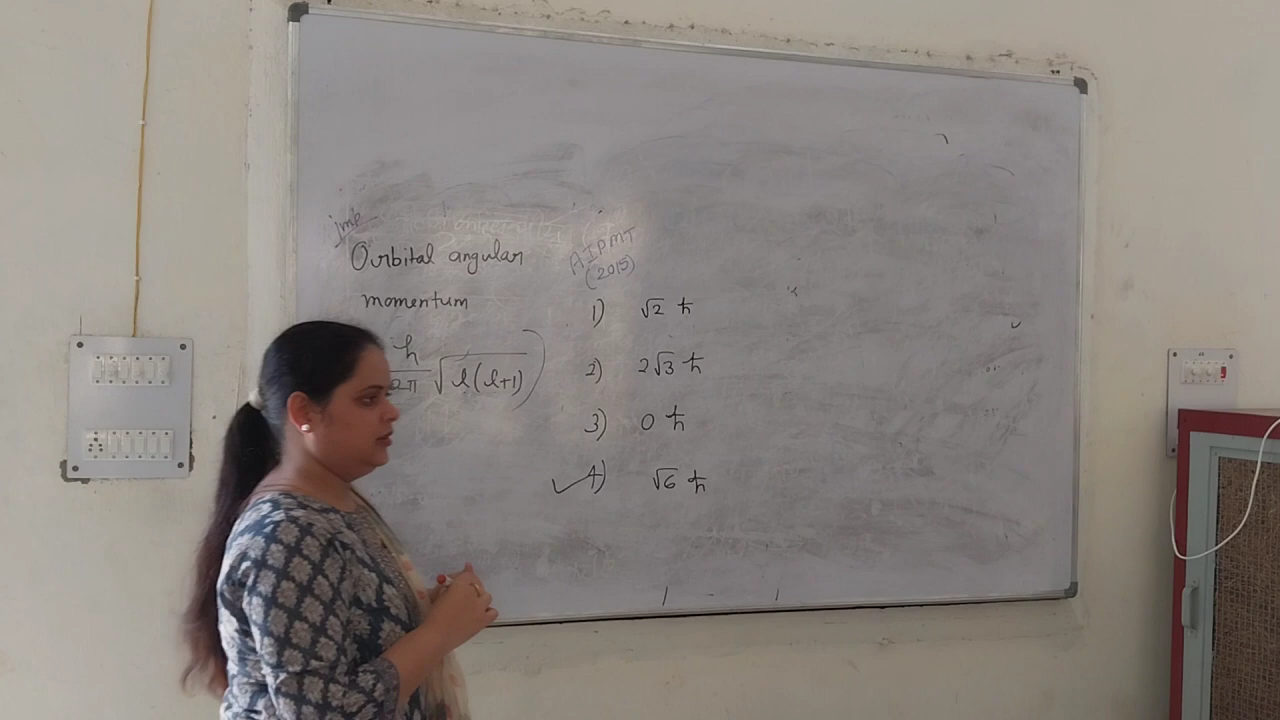 imp
Orbital angular
momentum
ħ/2π √l(l+1)
AIPMT
(2015)
1) √2 ħ
2) 2√3 ħ
3) 0 ħ
✓4) √6 ħ